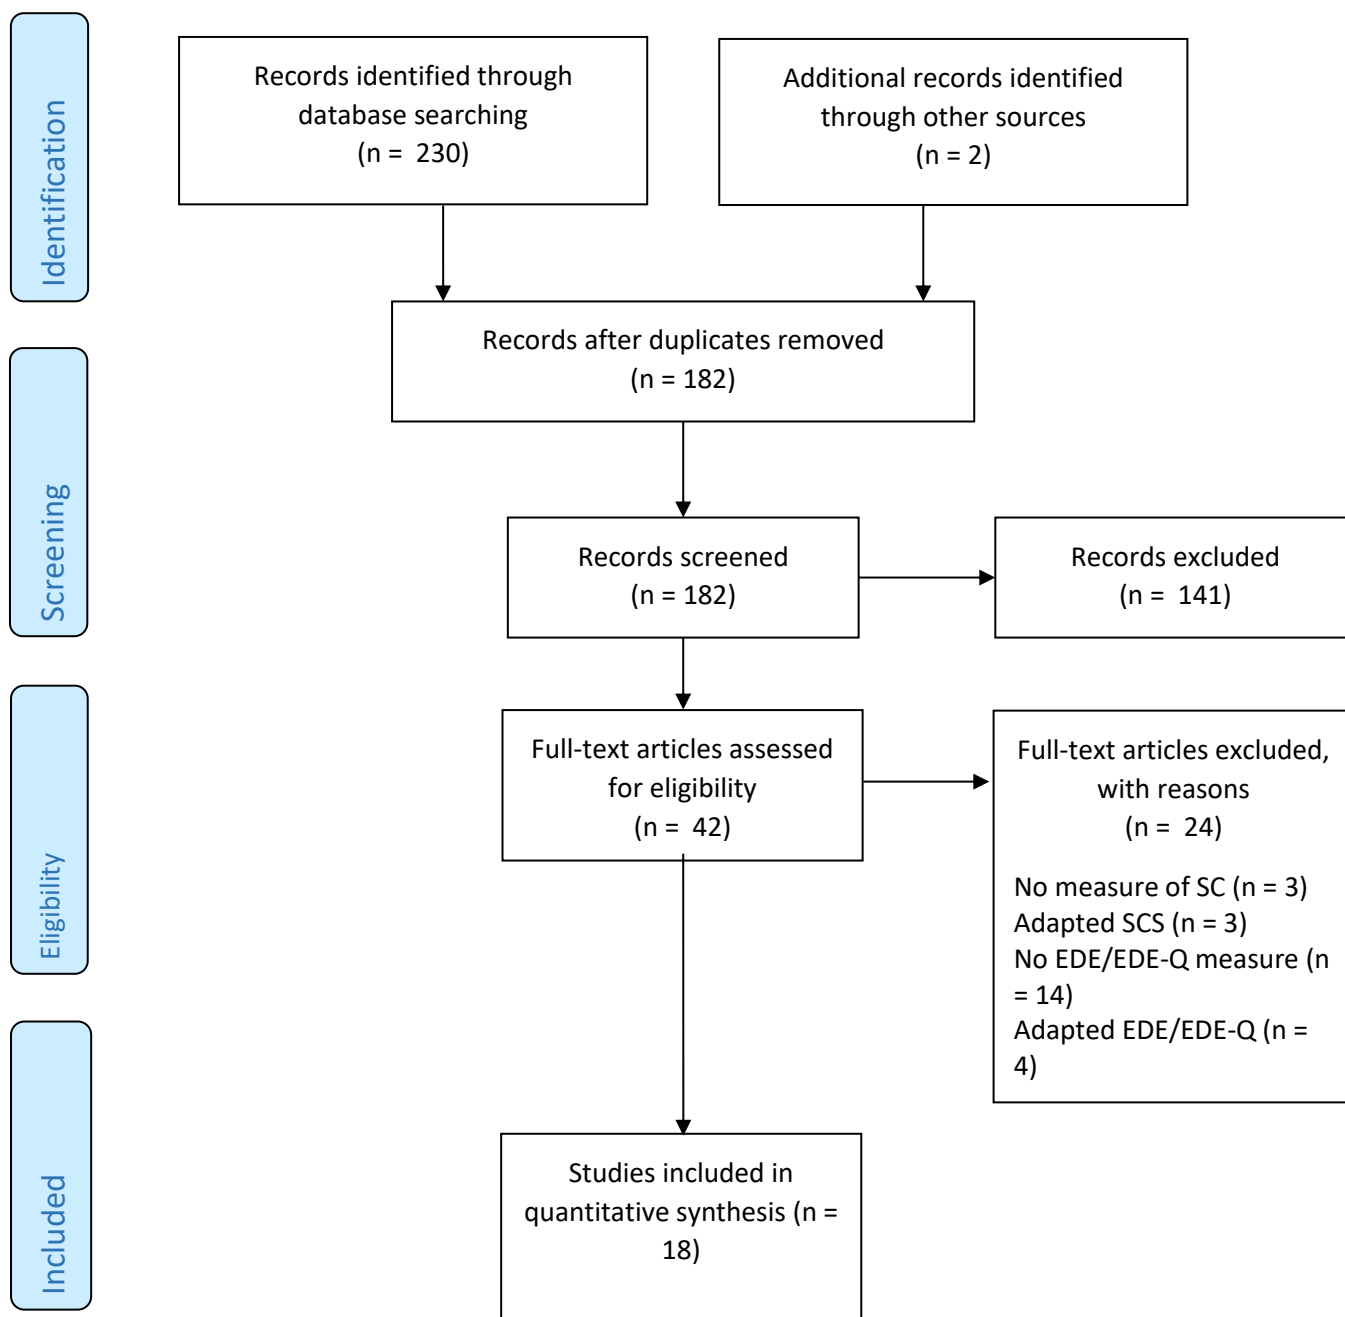 Identification
Records identified through
database searching
(n =  230)
Additional records identified
through other sources
(n = 2)
Records after duplicates removed
(n = 182)
Screening
Records screened
(n = 182)
Records excluded
(n =  141)
Eligibility
Full-text articles assessed
for eligibility
(n =  42)
Full-text articles excluded,
with reasons
(n =  24)
No measure of SC (n = 3)
Adapted SCS (n = 3)
No EDE/EDE-Q measure (n
= 14)
Adapted EDE/EDE-Q (n =
4)
Included
Studies included in
quantitative synthesis (n =
18)